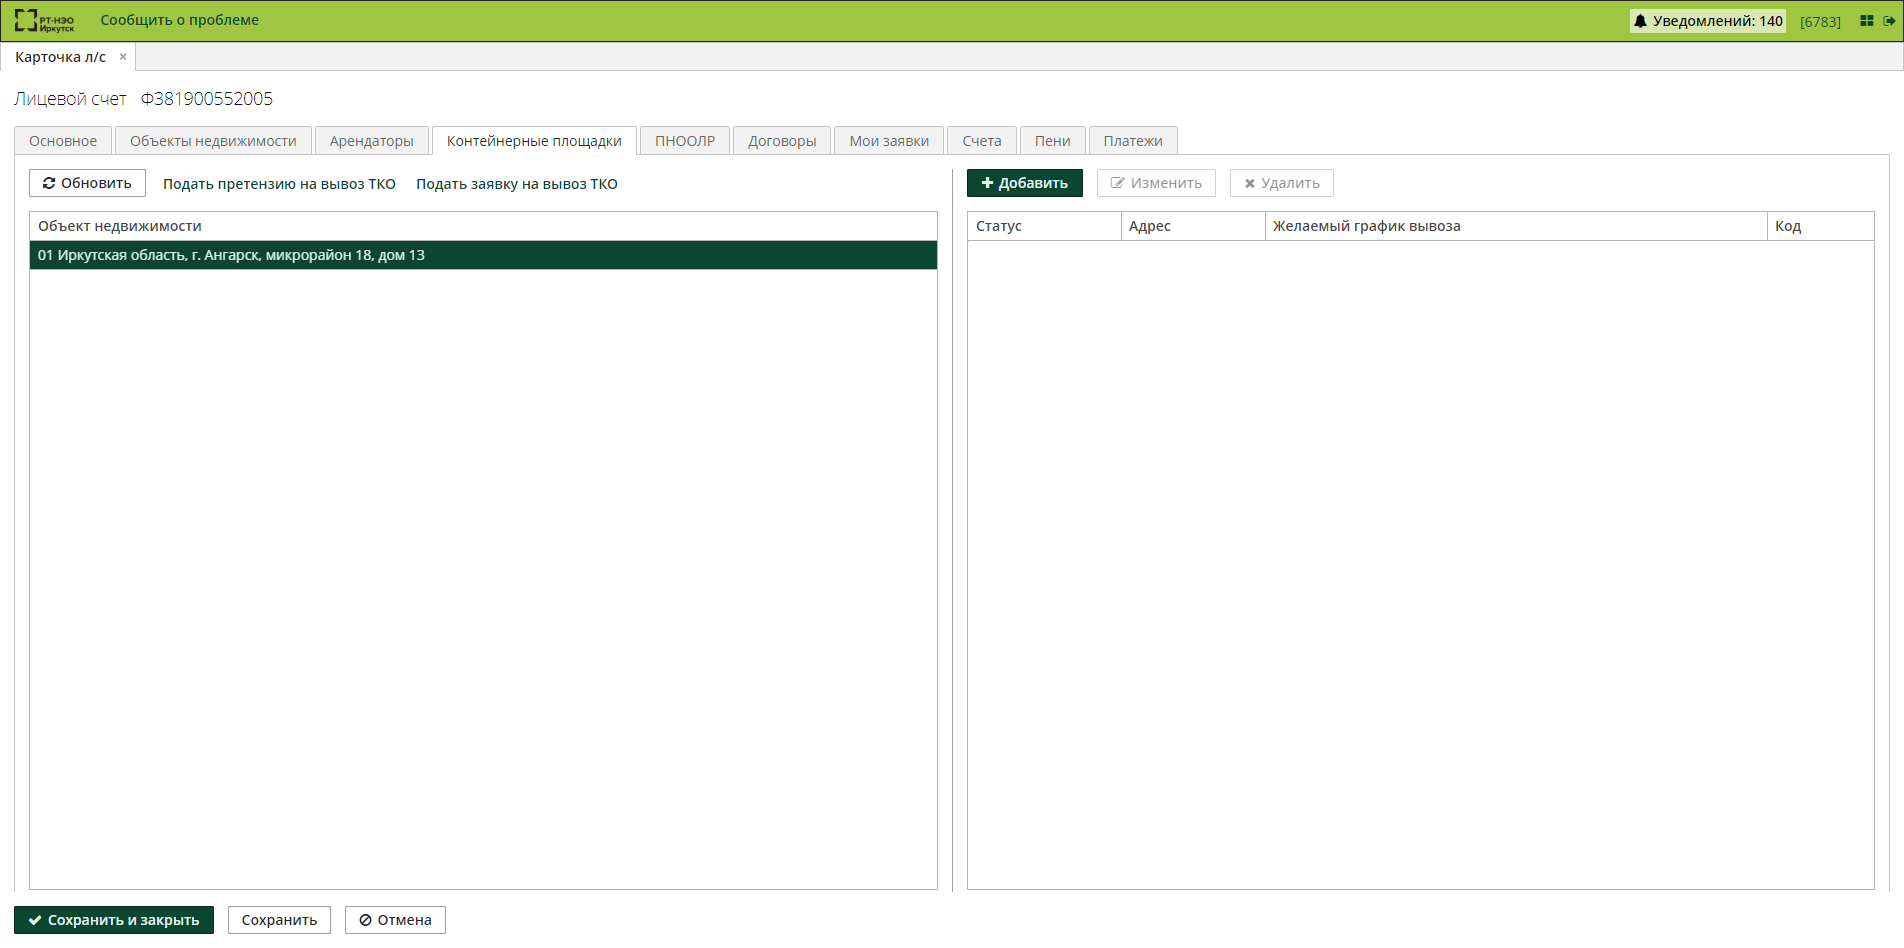 РТ-НЭО
Иркутск
Сообщить о проблеме
Уведомлений: 140
[6783]
Карточка л/с ×
Лицевой счет Ф381900552005
Основное Объекты недвижимости Арендаторы Контейнерные площадки ПНООЛР Договоры Мои заявки Счета Пени Платежи
Обновить Подать претензию на вывоз ТКО Подать заявку на вывоз ТКО
Добавить Изменить Удалить
Объект недвижимости
01 Иркутская область, г. Ангарск, микрорайон 18, дом 13
Статус Адрес Желаемый график вывоза Код
Сохранить и закрыть Сохранить Отмена